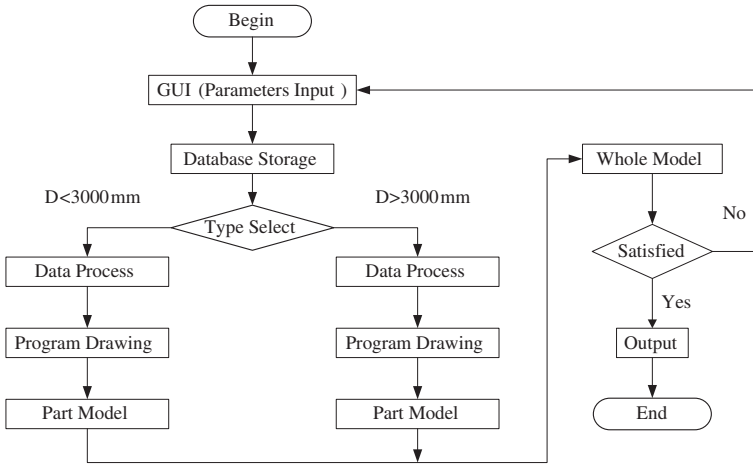 Begin
GUI (Parameters Input )
Database Storage
D<3000mm
D>3000mm
Type Select
Data Process
Data Process
Program Drawing
Program Drawing
Part Model
Part Model
Whole Model
Satisfied
No
Yes
Output
End